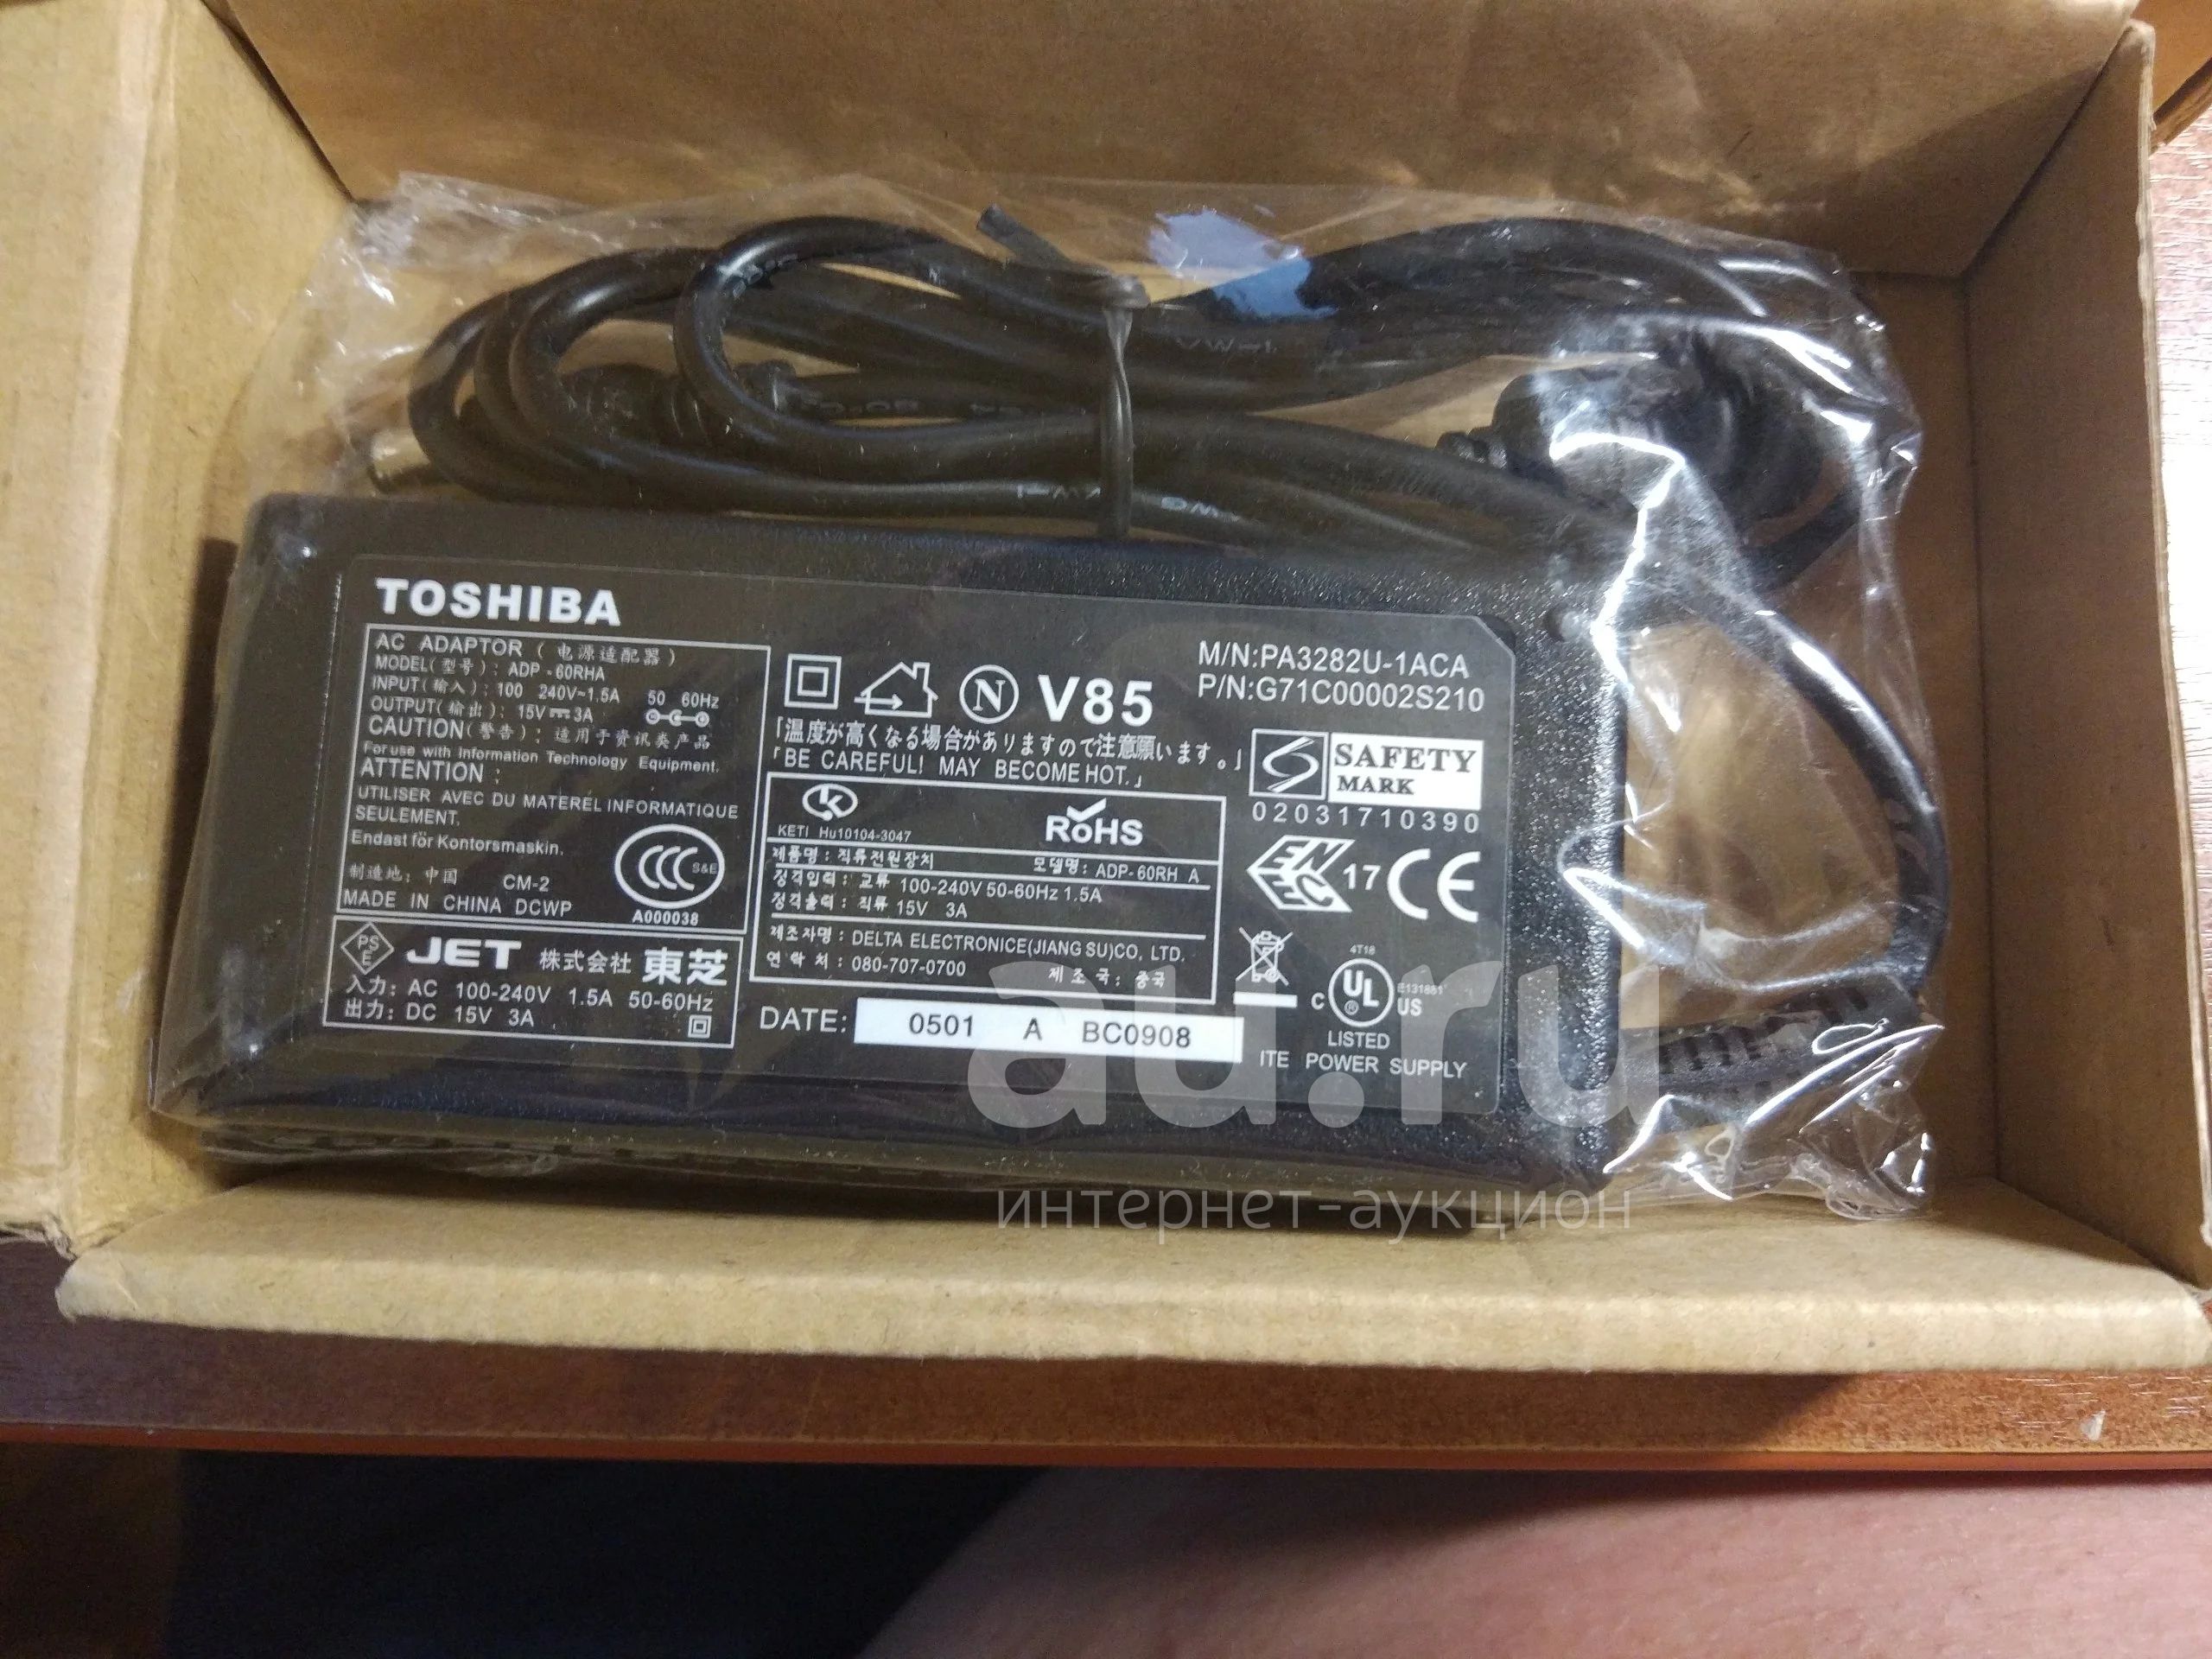 TOSHIBA
AC ADAPTOR ( 电源适配器 )
MODEL(型号): ADP-60RHA
INPUT(输入): 100 240V~1.5A 50 60Hz
OUTPUT(输出): 15V 3A
CAUTION(警告): 适用于资讯类产品
For use with Information Technology Equipment.
ATTENTION :
UTILISER AVEC DU MATEREL INFORMATIQUE
SEULEMENT.
Endast för Kontorsmaskin.
制造地: 中国 CM-2
MADE IN CHINA DCWP
CCC S&E
A000038
PSE JET 株式会社 東芝
入力: AC 100-240V 1.5A 50-60Hz
出力: DC 15V 3A
N V85
「温度が高くなる場合がありますので注意願います。」
「BE CAREFUL! MAY BECOME HOT.」
KETI Hu10104-3047
RoHS
제품명: 직류전원장치 모델명: ADP-60RH A
정격입력: 교류 100-240V 50-60Hz 1.5A
정격출력: 직류 15V 3A
제조자명: DELTA ELECTRONICE(JIANG SU)CO, LTD.
연락처: 080-707-0700 제조국: 중국
DATE: 0501 A BC0908
M/N:PA3282U-1ACA
P/N:G71C00002S210
SAFETY
MARK
02031710390
ENEC 17 CE
4T18
C UL US E131881
®
LISTED
ITE POWER SUPPLY
VW-1
au.ru
интернет-аукцион